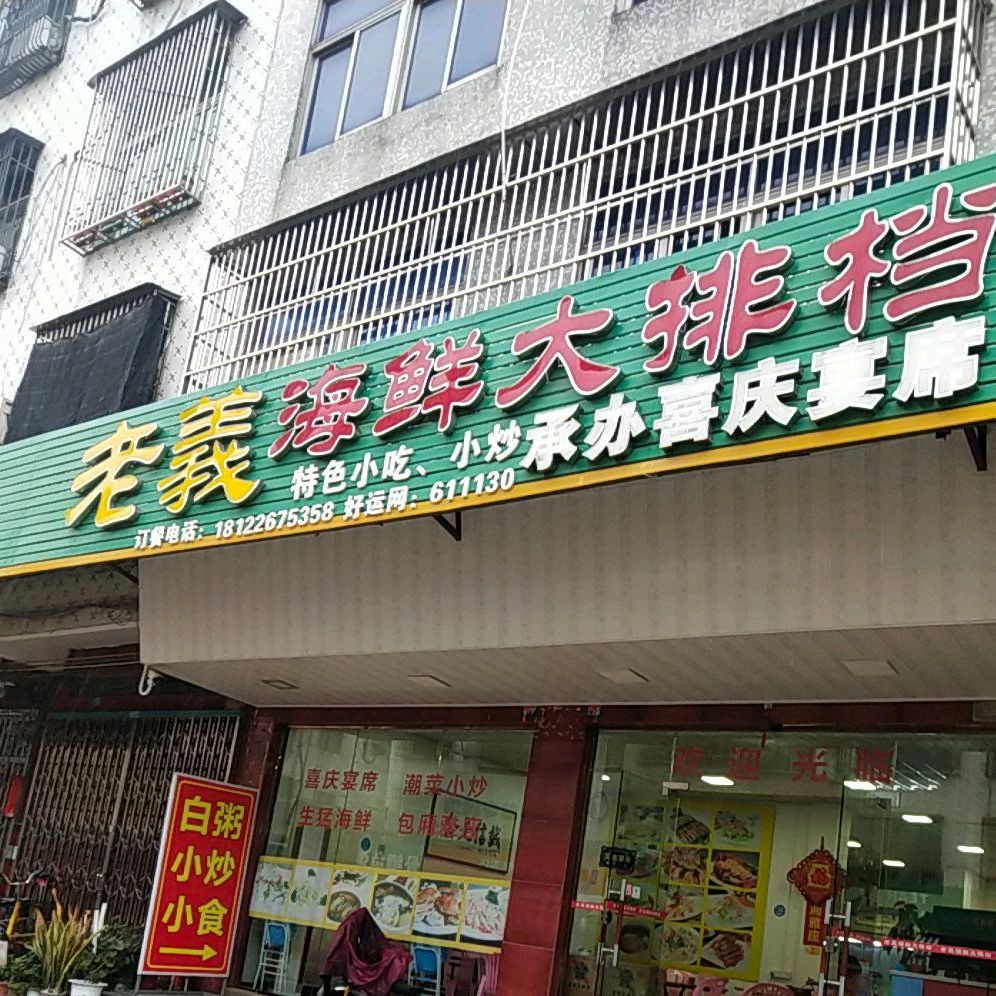 老義海鲜大排档
特色小吃、小炒
承办喜庆宴席
订餐电话：18122675358 好运网：611130
欢迎光临
喜庆宴席 潮菜小炒
生猛海鲜 包厢雅座
白粥
小炒
小食